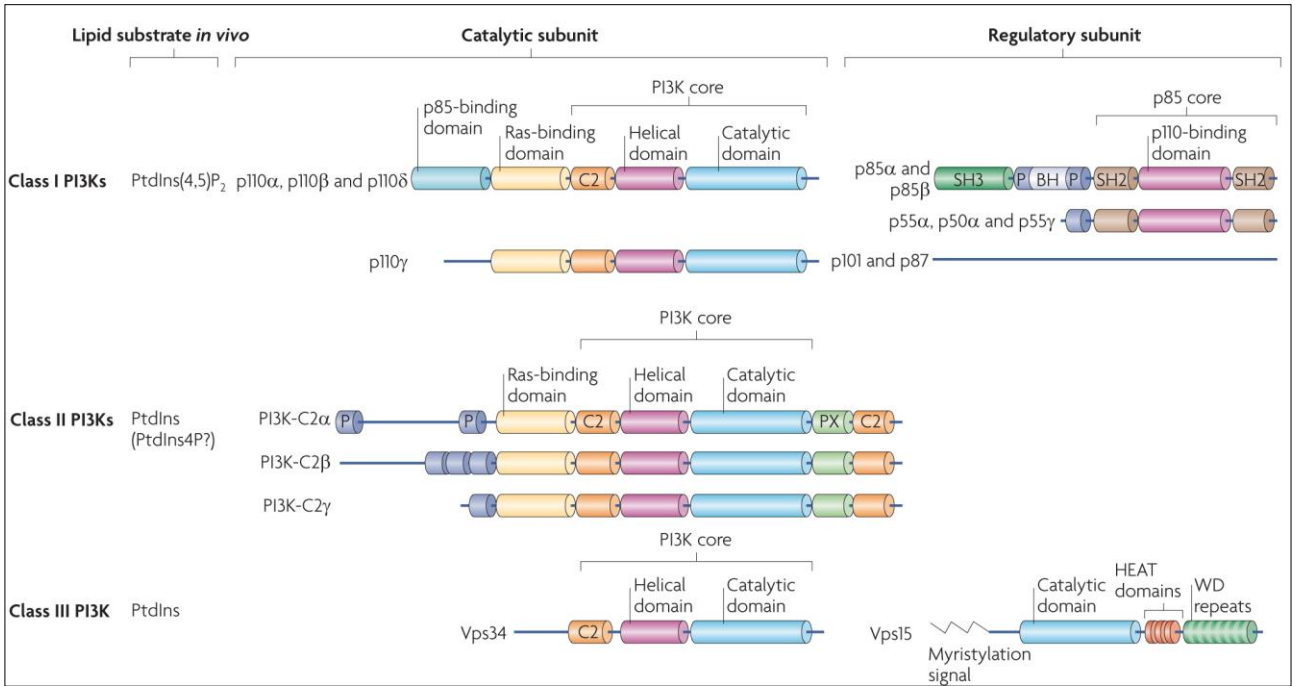 Lipid substrate in vivo
Catalytic subunit
Regulatory subunit
PI3K core
p85-binding
domain
Ras-binding
domain
Helical
domain
Catalytic
domain
p85 core
p110-binding
domain
Class I PI3Ks
PtdIns(4,5)P₂
p110α, p110β and p110δ
C2
p85α and
p85β
SH3
P
BH
P
SH2
SH2
p55α, p50α and p55γ
p110γ
p101 and p87
PI3K core
Ras-binding
domain
Helical
domain
Catalytic
domain
Class II PI3Ks
PtdIns
(PtdIns4P?)
PI3K-C2α
P
P
C2
PX
C2
PI3K-C2β
PI3K-C2γ
PI3K core
Helical
domain
Catalytic
domain
Class III PI3K
PtdIns
Vps34
C2
Catalytic
domain
HEAT
domains
WD
repeats
Vps15
Myristylation
signal